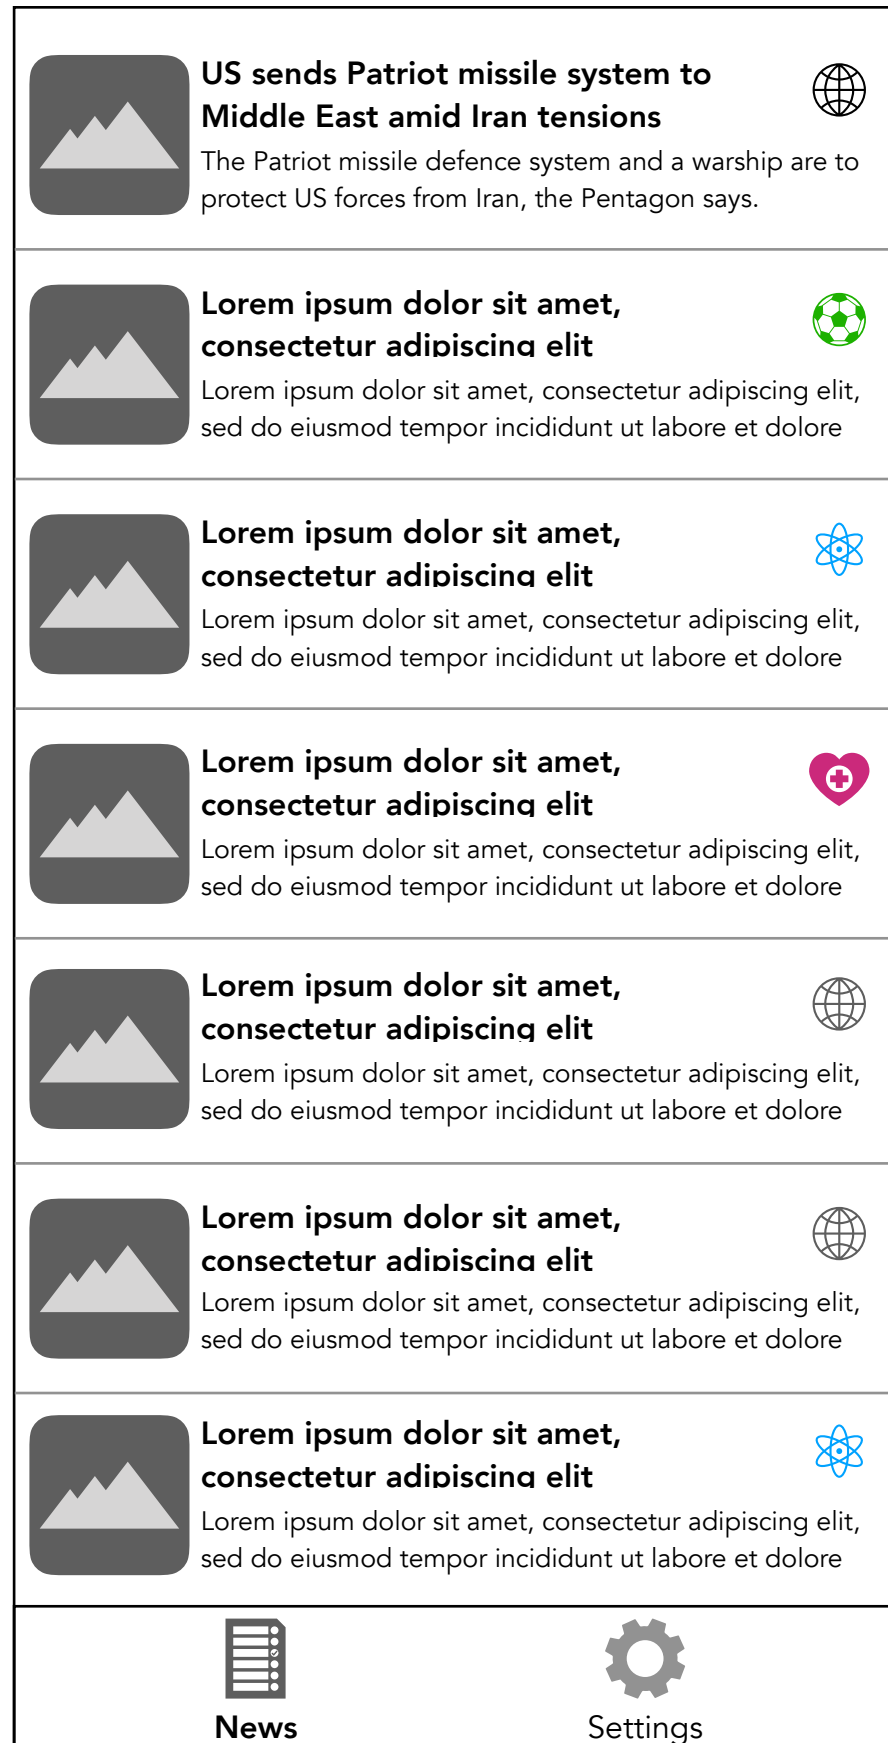 US sends Patriot missile system to
Middle East amid Iran tensions
The Patriot missile defence system and a warship are to
protect US forces from Iran, the Pentagon says.
Lorem ipsum dolor sit amet,
consectetur adipiscing elit
Lorem ipsum dolor sit amet, consectetur adipiscing elit,
sed do eiusmod tempor incididunt ut labore et dolore
Lorem ipsum dolor sit amet,
consectetur adipiscing elit
Lorem ipsum dolor sit amet, consectetur adipiscing elit,
sed do eiusmod tempor incididunt ut labore et dolore
Lorem ipsum dolor sit amet,
consectetur adipiscing elit
Lorem ipsum dolor sit amet, consectetur adipiscing elit,
sed do eiusmod tempor incididunt ut labore et dolore
Lorem ipsum dolor sit amet,
consectetur adipiscing elit
Lorem ipsum dolor sit amet, consectetur adipiscing elit,
sed do eiusmod tempor incididunt ut labore et dolore
Lorem ipsum dolor sit amet,
consectetur adipiscing elit
Lorem ipsum dolor sit amet, consectetur adipiscing elit,
sed do eiusmod tempor incididunt ut labore et dolore
Lorem ipsum dolor sit amet,
consectetur adipiscing elit
Lorem ipsum dolor sit amet, consectetur adipiscing elit,
sed do eiusmod tempor incididunt ut labore et dolore
News
Settings